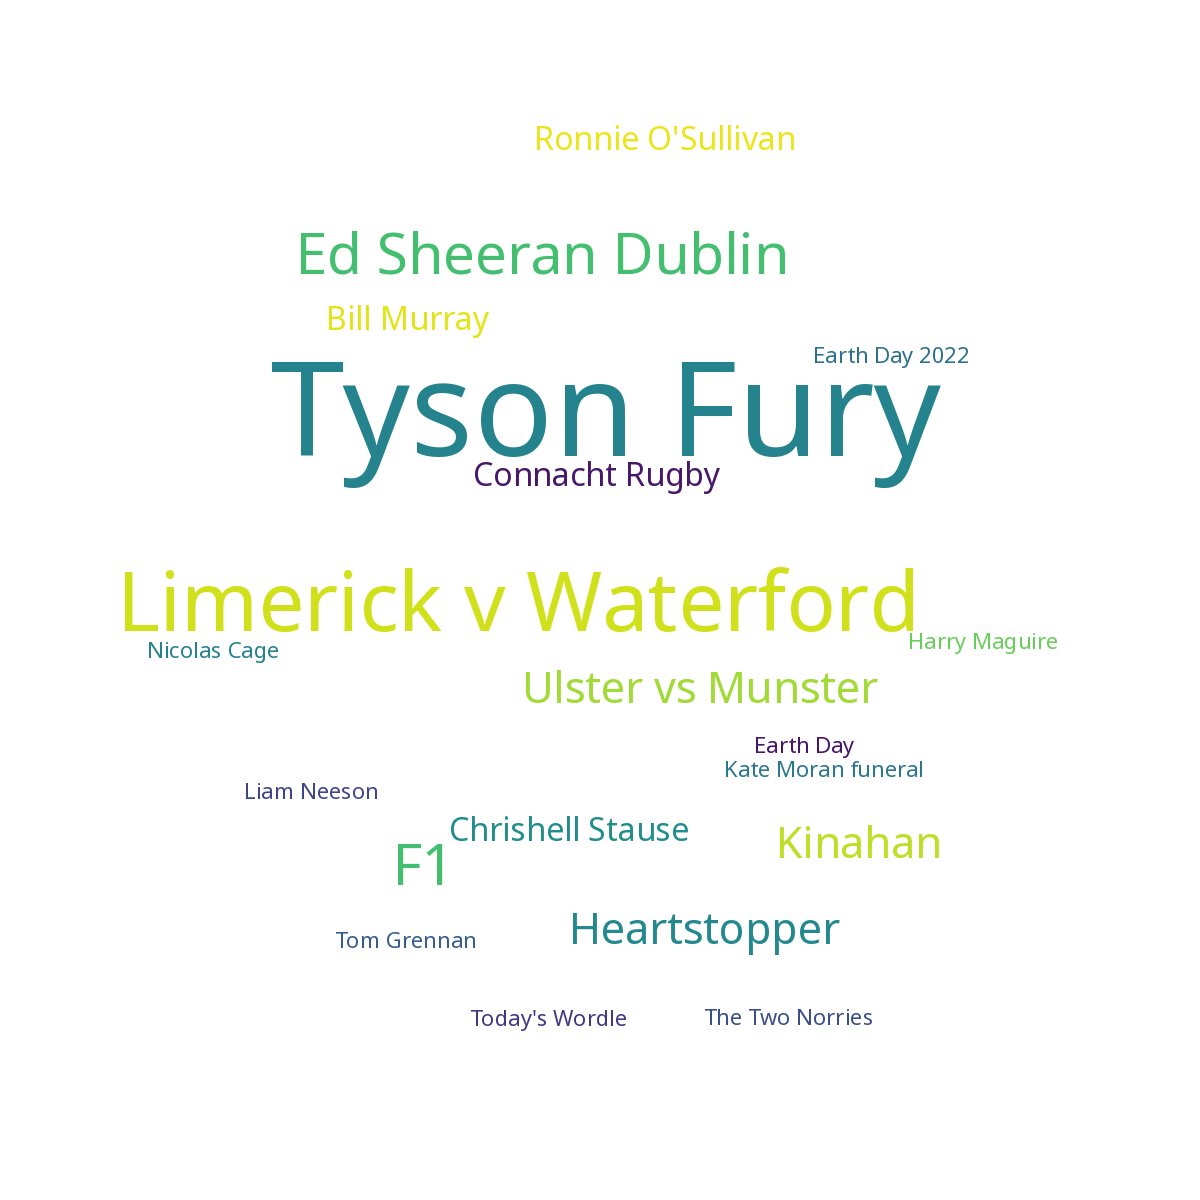 Ronnie O'Sullivan
Ed Sheeran Dublin
Bill Murray
Earth Day 2022
Tyson Fury
Connacht Rugby
Limerick v Waterford
Harry Maguire
Nicolas Cage
Ulster vs Munster
Earth Day
Kate Moran funeral
Liam Neeson
Chrishell Stause
Kinahan
F1
Heartstopper
Tom Grennan
Today's Wordle
The Two Norries